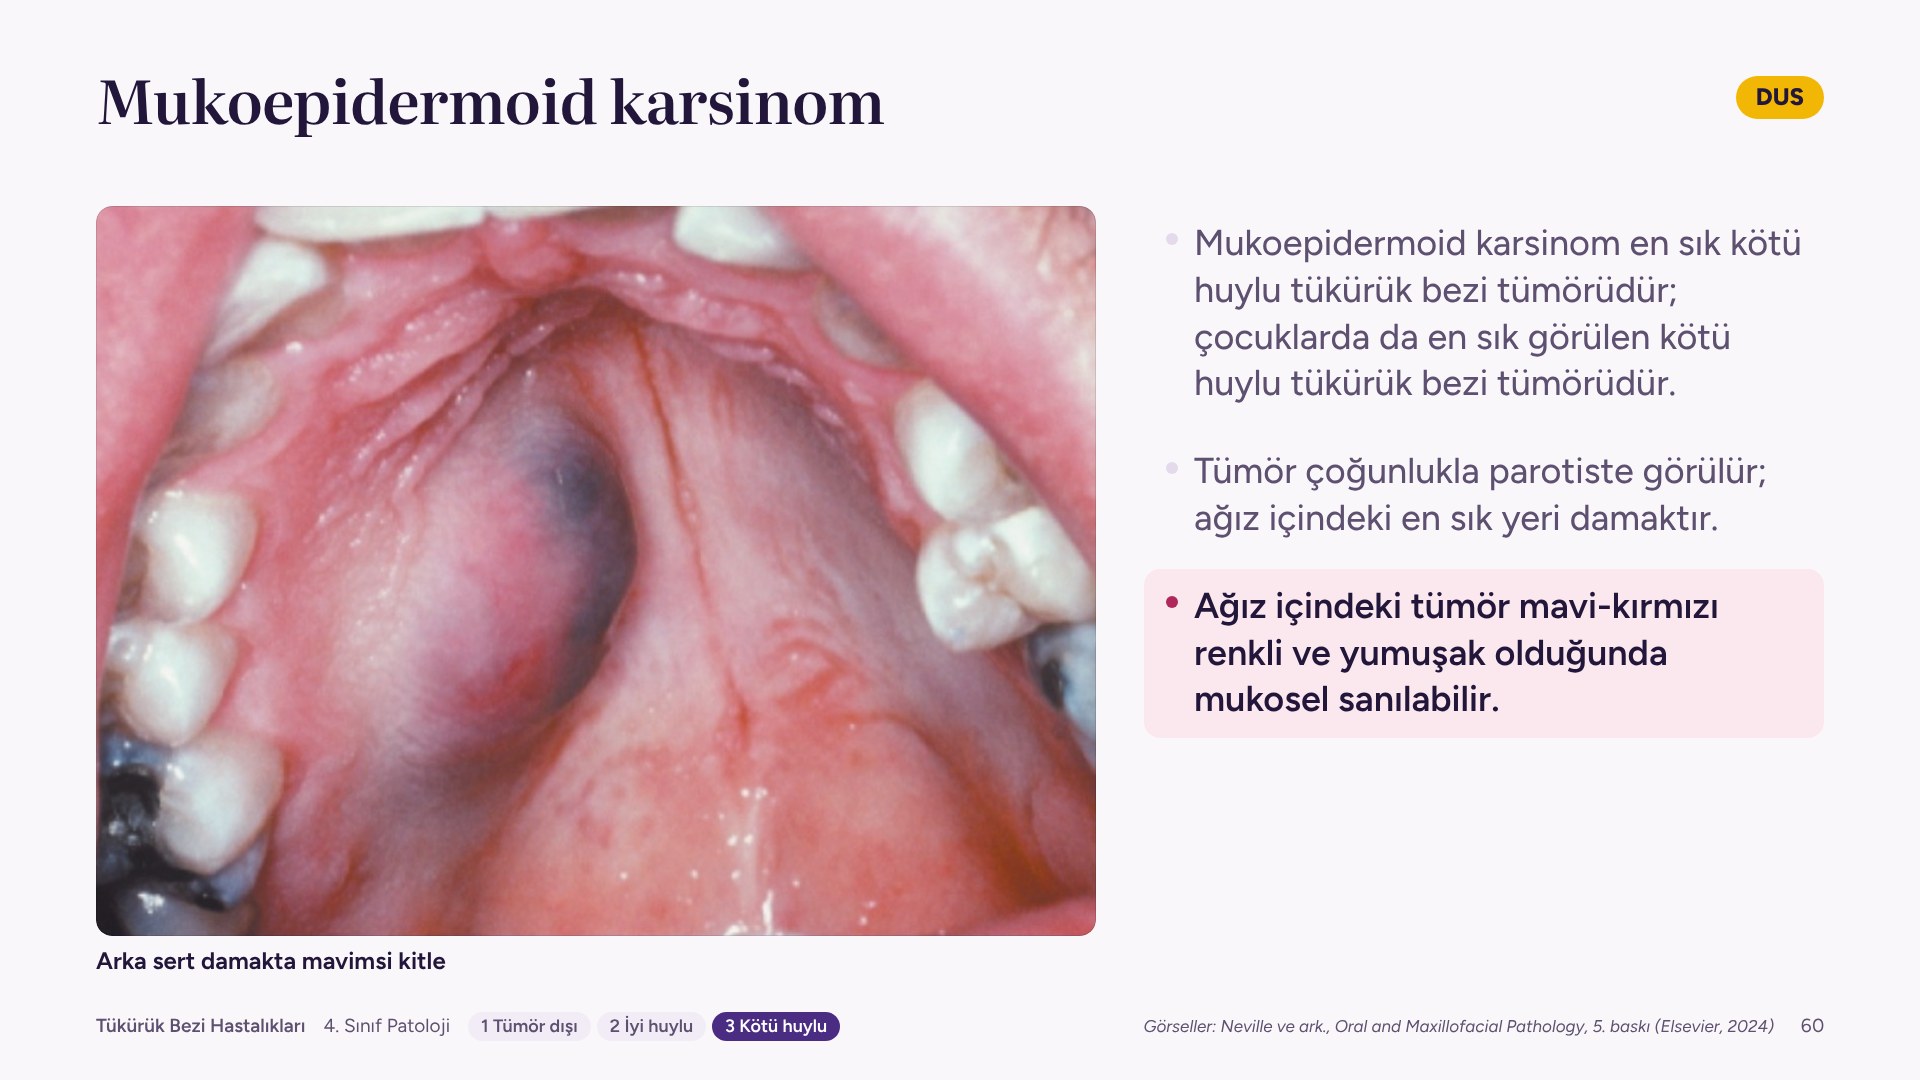 Mukoepidermoid karsinom
DUS
Mukoepidermoid karsinom en sık kötü
huylu tükürük bezi tümörüdür;
çocuklarda da en sık görülen kötü
huylu tükürük bezi tümörüdür.
Tümör çoğunlukla parotiste görülür;
ağız içindeki en sık yeri damaktır.
Ağız içindeki tümör mavi-kırmızı
renkli ve yumuşak olduğunda
mukosel sanılabilir.
Arka sert damakta mavimsi kitle
Tükürük Bezi Hastalıkları 4. Sınıf Patoloji 1 Tümör dışı 2 İyi huylu 3 Kötü huylu
Görseller: Neville ve ark., Oral and Maxillofacial Pathology, 5. baskı (Elsevier, 2024) 60